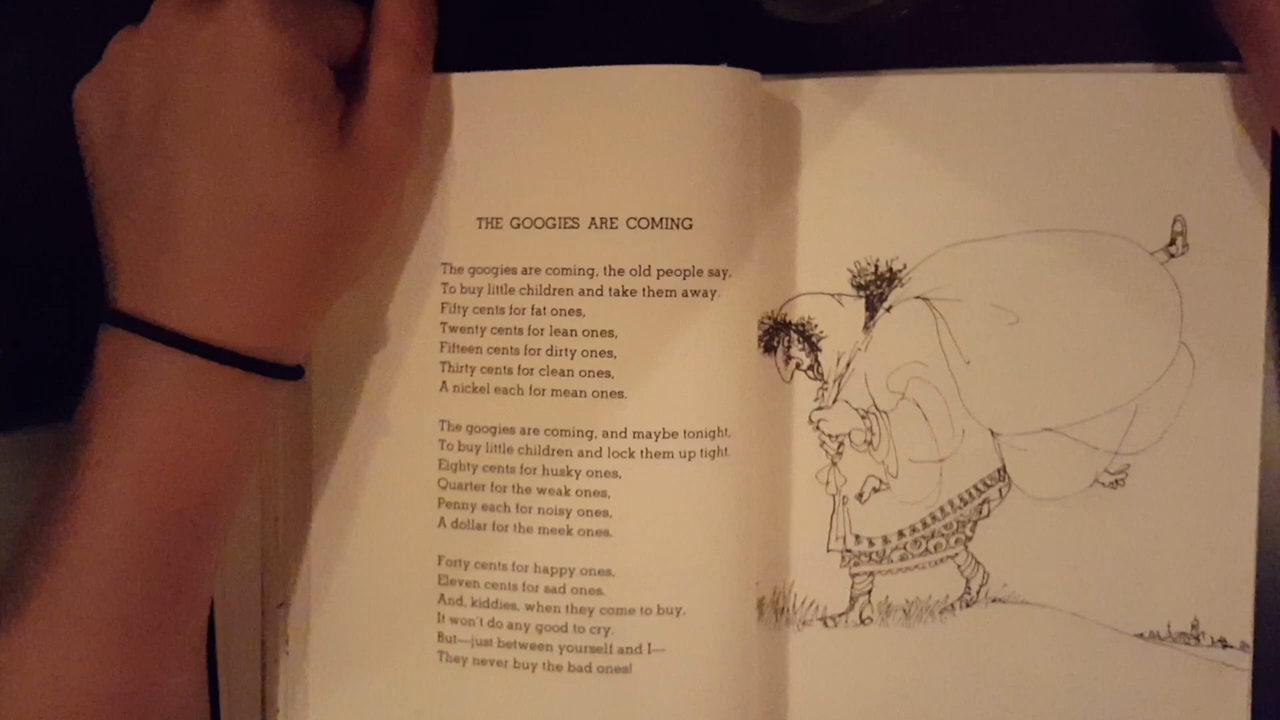 THE GOOGIES ARE COMING
The googies are coming, the old people say,
To buy little children and take them away.
Fifty cents for fat ones,
Twenty cents for lean ones,
Fifteen cents for dirty ones,
Thirty cents for clean ones,
A nickel each for mean ones.
The googies are coming, and maybe tonight,
To buy little children and lock them up tight.
Eighty cents for husky ones,
Quarter for the weak ones,
Penny each for noisy ones,
A dollar for the meek ones.
Forty cents for happy ones,
Eleven cents for sad ones.
And, kiddies, when they come to buy,
It won't do any good to cry.
But—just between yourself and I—
They never buy the bad ones!